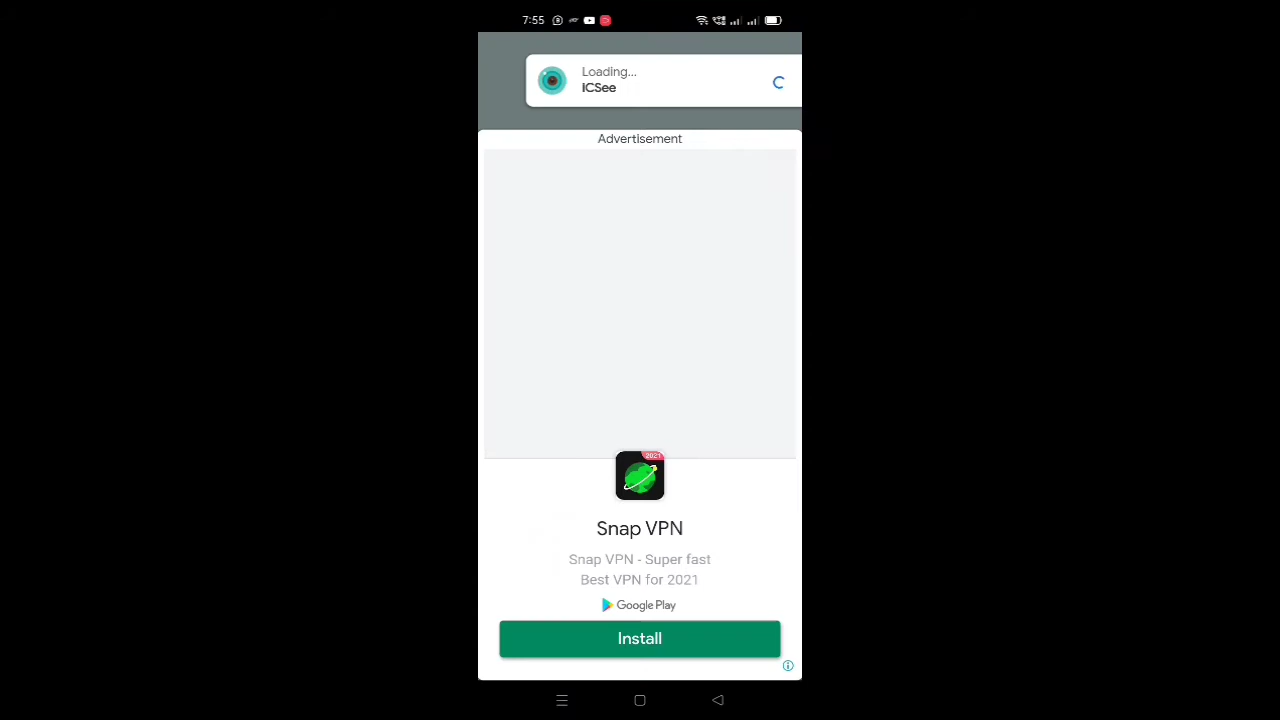 7:55
Loading...
iCSee
Advertisement
2021
Snap VPN
Snap VPN - Super fast
Best VPN for 2021
Google Play
Install